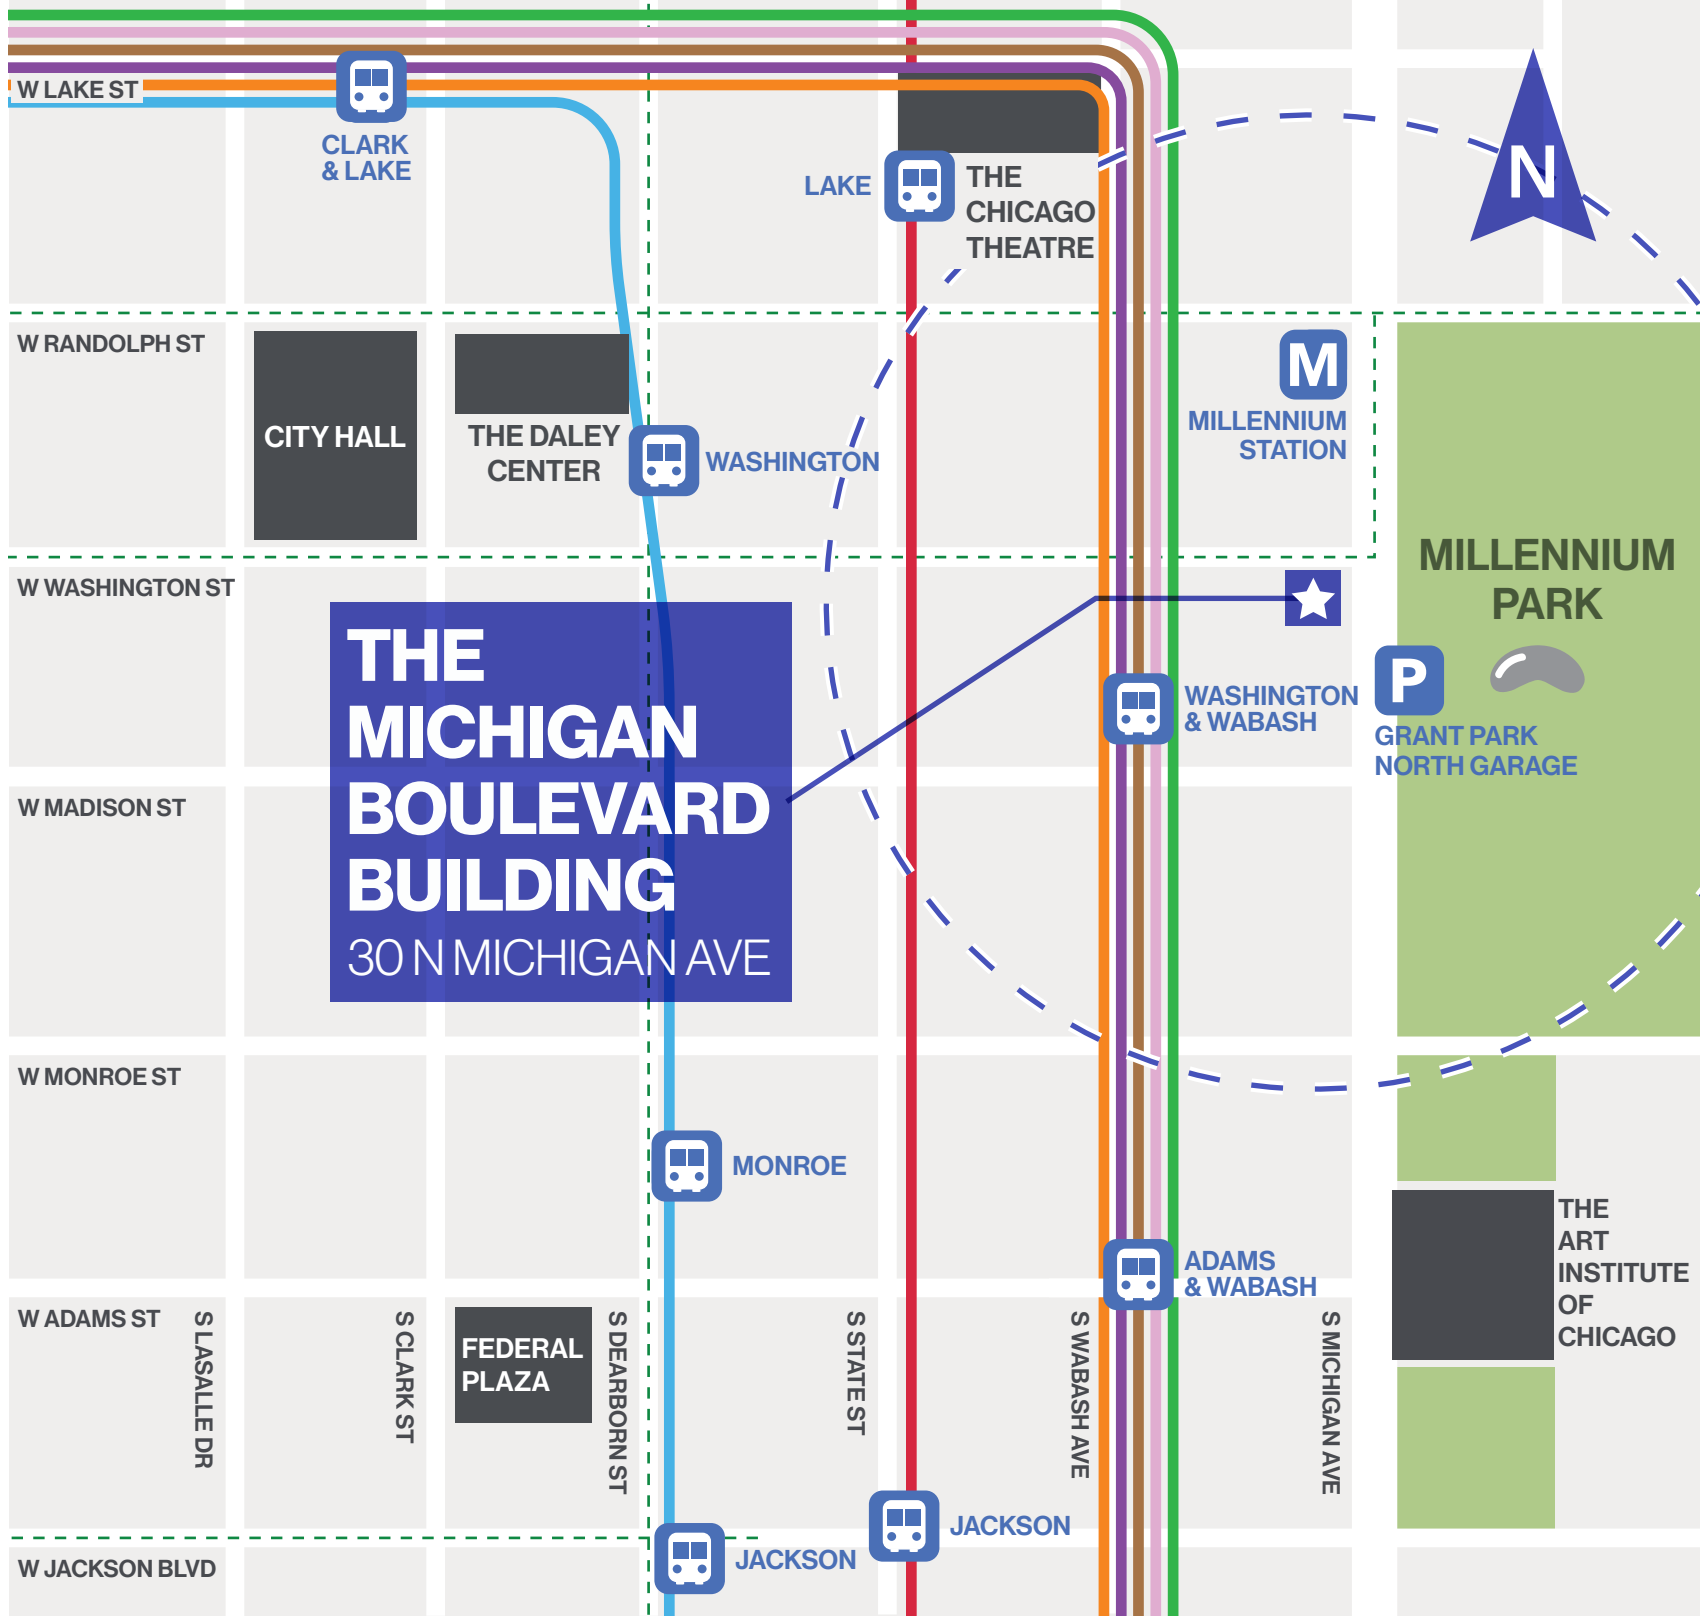 W LAKE ST
CLARK
& LAKE
LAKE
THE
CHICAGO
THEATRE
N
W RANDOLPH ST
CITY HALL
THE DALEY
CENTER
WASHINGTON
M
MILLENNIUM
STATION
MILLENNIUM
PARK
W WASHINGTON ST
THE
MICHIGAN
BOULEVARD
BUILDING
30 N MICHIGAN AVE
WASHINGTON
& WABASH
P
GRANT PARK
NORTH GARAGE
W MADISON ST
W MONROE ST
MONROE
ADAMS
& WABASH
THE
ART
INSTITUTE
OF
CHICAGO
W ADAMS ST
S LASALLE DR
S CLARK ST
FEDERAL
PLAZA
S DEARBORN ST
S STATE ST
S WABASH AVE
S MICHIGAN AVE
JACKSON
JACKSON
W JACKSON BLVD